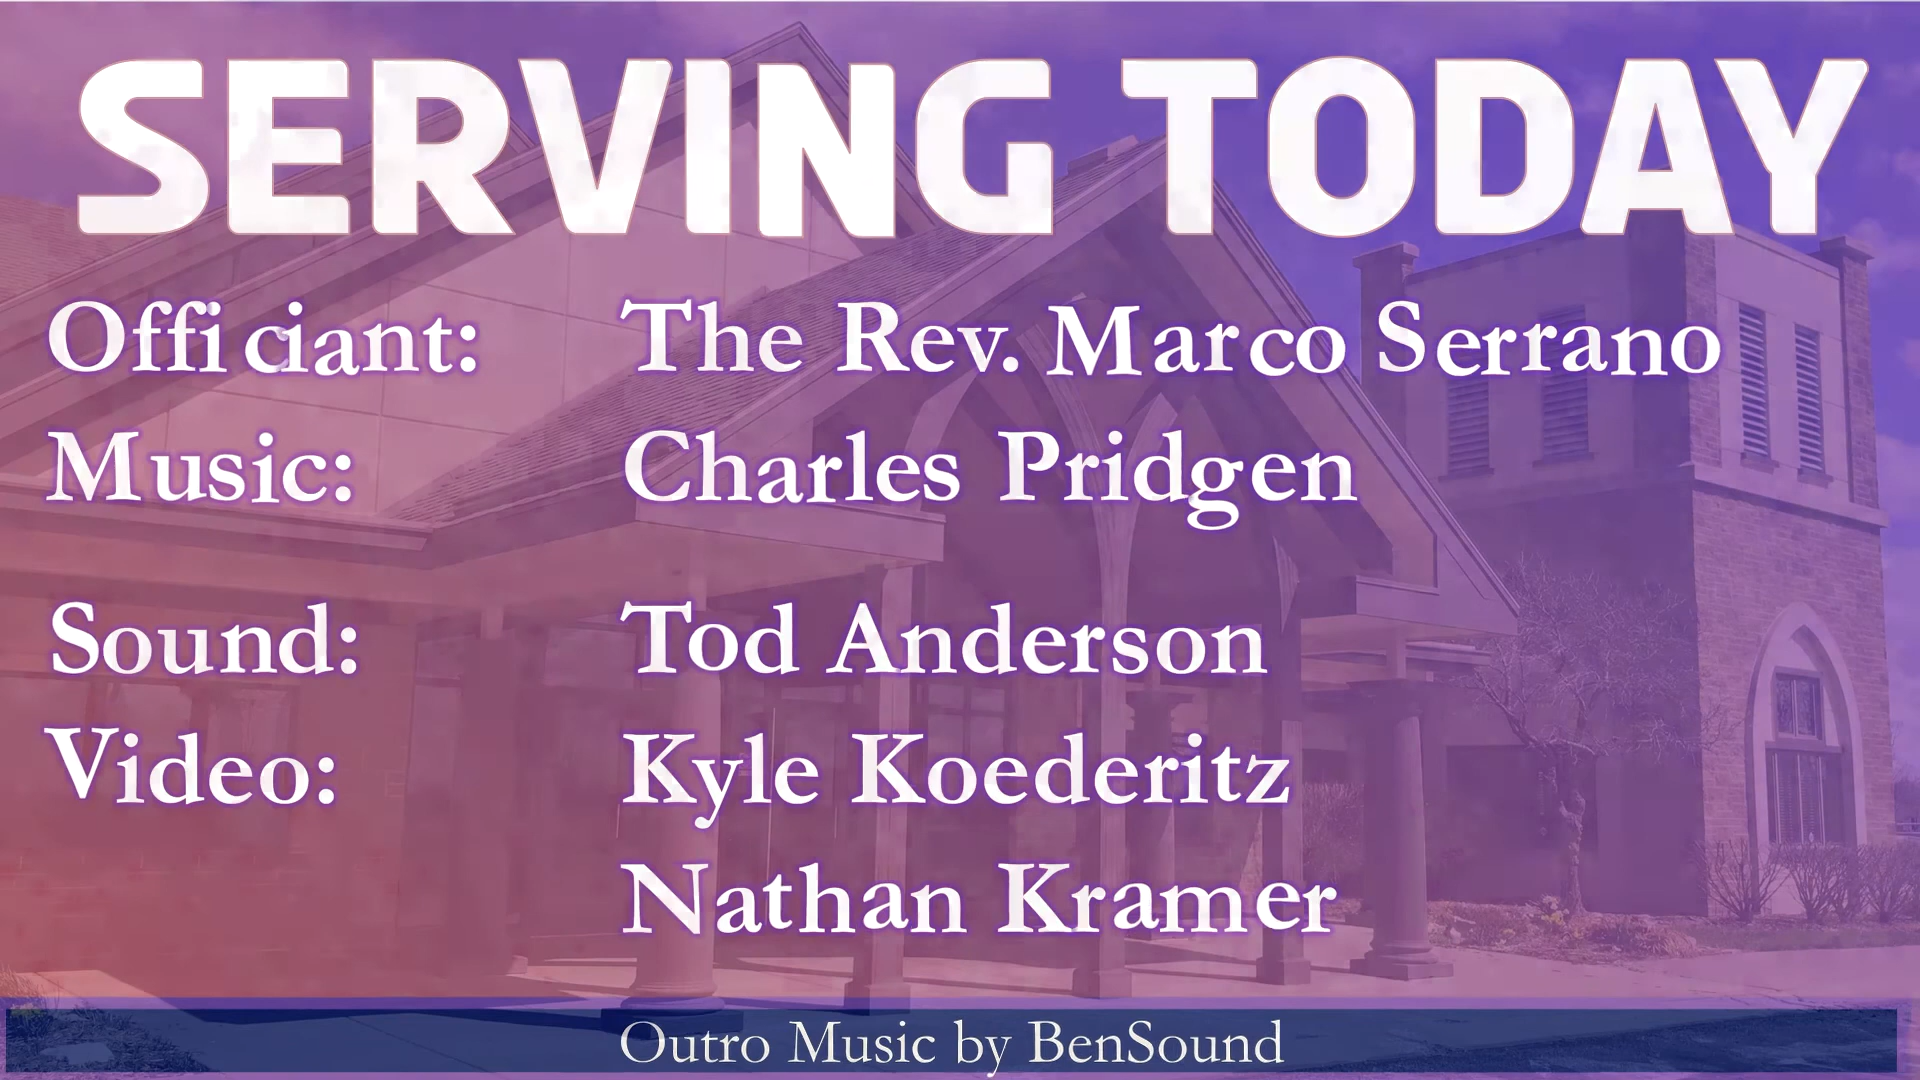 SERVING TODAY
Officiant: The Rev. Marco Serrano
Music: Charles Pridgen
Sound: Tod Anderson
Video: Kyle Koederitz
Nathan Kramer
Outro Music by BenSound